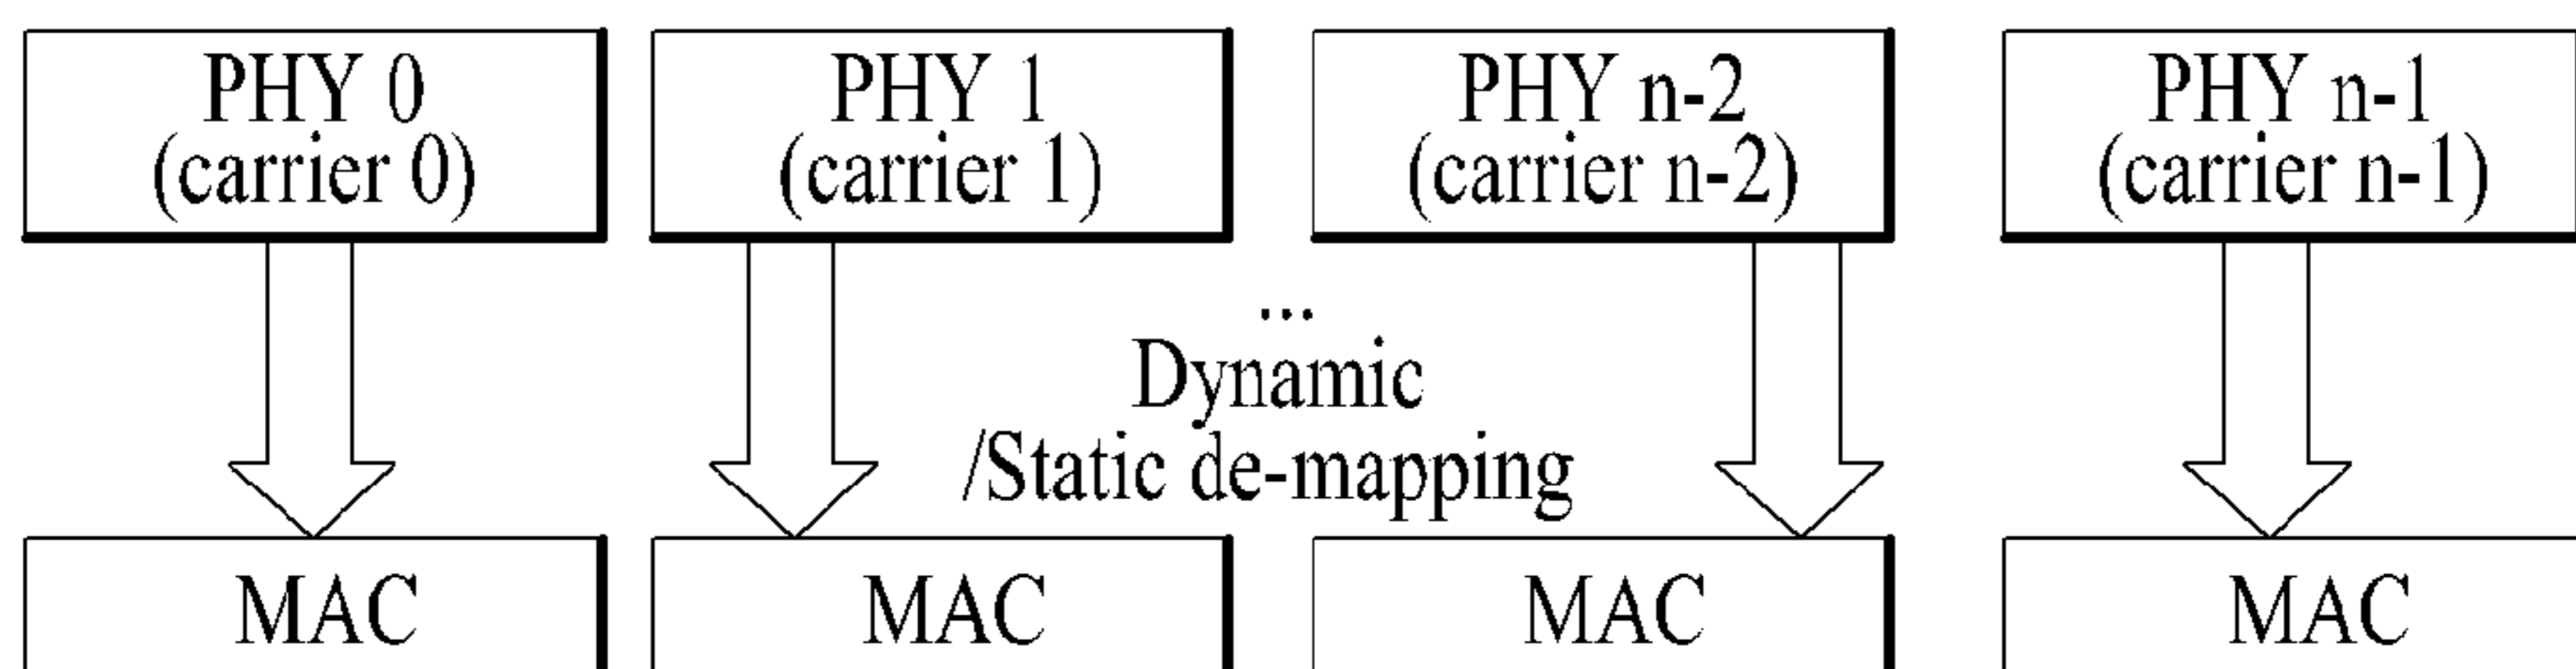 PHY 0
(carrier 0)
PHY 1
(carrier 1)
PHY n-2
(carrier n-2)
PHY n-1
(carrier n-1)
...
Dynamic
/Static de-mapping
MAC
MAC
MAC
MAC